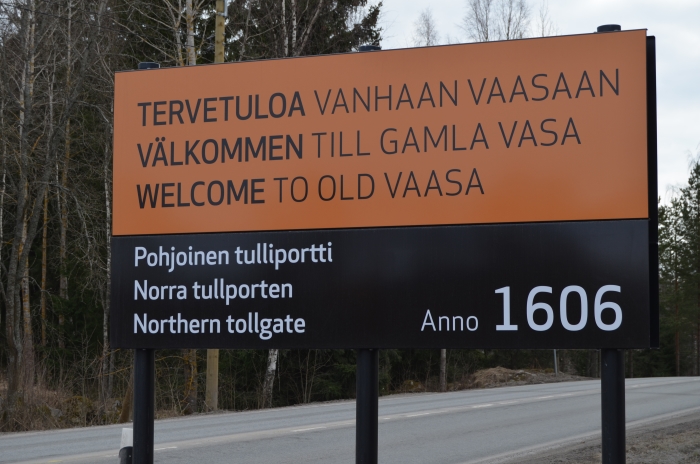 TERVETULOA VANHAAN VAASAAN
VÄLKOMMEN TILL GAMLA VASA
WELCOME TO OLD VAASA
Pohjoinen tulliportti
Norra tullporten
Northern tollgate
Anno 1606